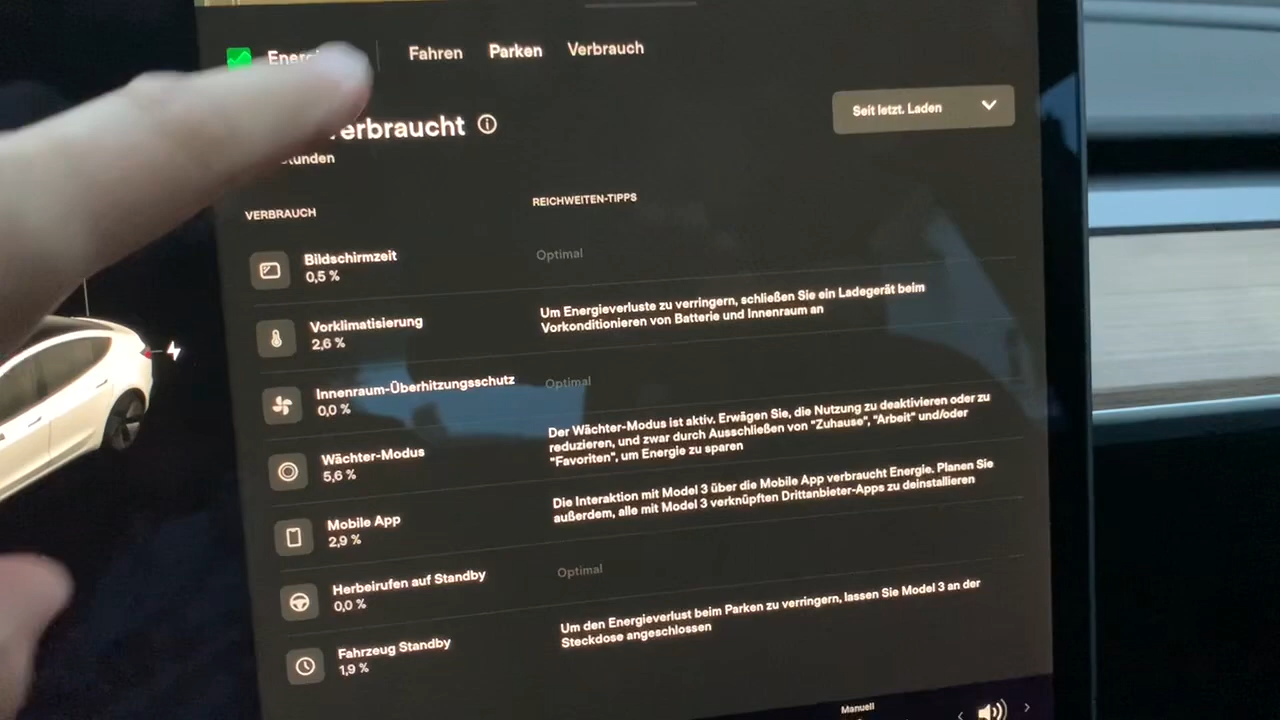 Fahren
Parken
Verbrauch
Seit letzt. Laden
VERBRAUCH
REICHWEITEN-TIPPS
Bildschirmzeit
0,5 %
Optimal
Vorklimatisierung
2,6 %
Um Energieverluste zu verringern, schließen Sie ein Ladegerät beim
Vorkonditionieren von Batterie und Innenraum an
Innenraum-Überhitzungsschutz
0,0 %
Optimal
Wächter-Modus
5,6 %
Der Wächter-Modus ist aktiv. Erwägen Sie, die Nutzung zu deaktivieren oder zu
reduzieren, und zwar durch Ausschließen von "Zuhause", "Arbeit" und/oder
"Favoriten", um Energie zu sparen
Mobile App
2,9 %
Die Interaktion mit Model 3 über die Mobile App verbraucht Energie. Planen Sie
außerdem, alle mit Model 3 verknüpften Drittanbieter-Apps zu deinstallieren
Herbeirufen auf Standby
0,0 %
Optimal
Fahrzeug Standby
1,9 %
Um den Energieverlust beim Parken zu verringern, lassen Sie Model 3 an der
Steckdose angeschlossen
Manuell